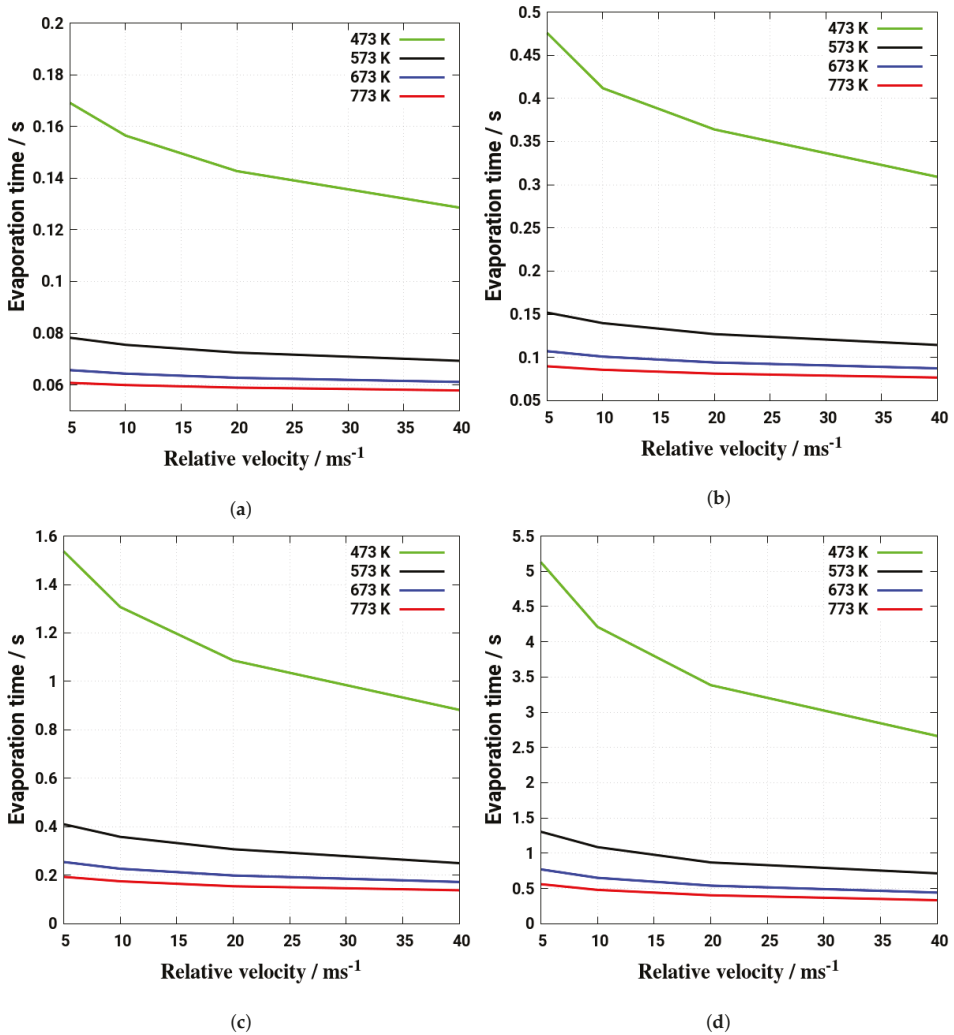 0.2
0.18
0.16
0.14
0.12
0.1
0.08
0.06
Evaporation time / s
473 K
573 K
673 K
773 K
5 10 15 20 25 30 35 40
Relative velocity / ms-1
(a)
0.5
0.45
0.4
0.35
0.3
0.25
0.2
0.15
0.1
0.05
Evaporation time / s
473 K
573 K
673 K
773 K
5 10 15 20 25 30 35 40
Relative velocity / ms-1
(b)
1.6
1.4
1.2
1
0.8
0.6
0.4
0.2
0
Evaporation time / s
473 K
573 K
673 K
773 K
5 10 15 20 25 30 35 40
Relative velocity / ms-1
(c)
5.5
5
4.5
4
3.5
3
2.5
2
1.5
1
0.5
0
Evaporation time / s
473 K
573 K
673 K
773 K
5 10 15 20 25 30 35 40
Relative velocity / ms-1
(d)